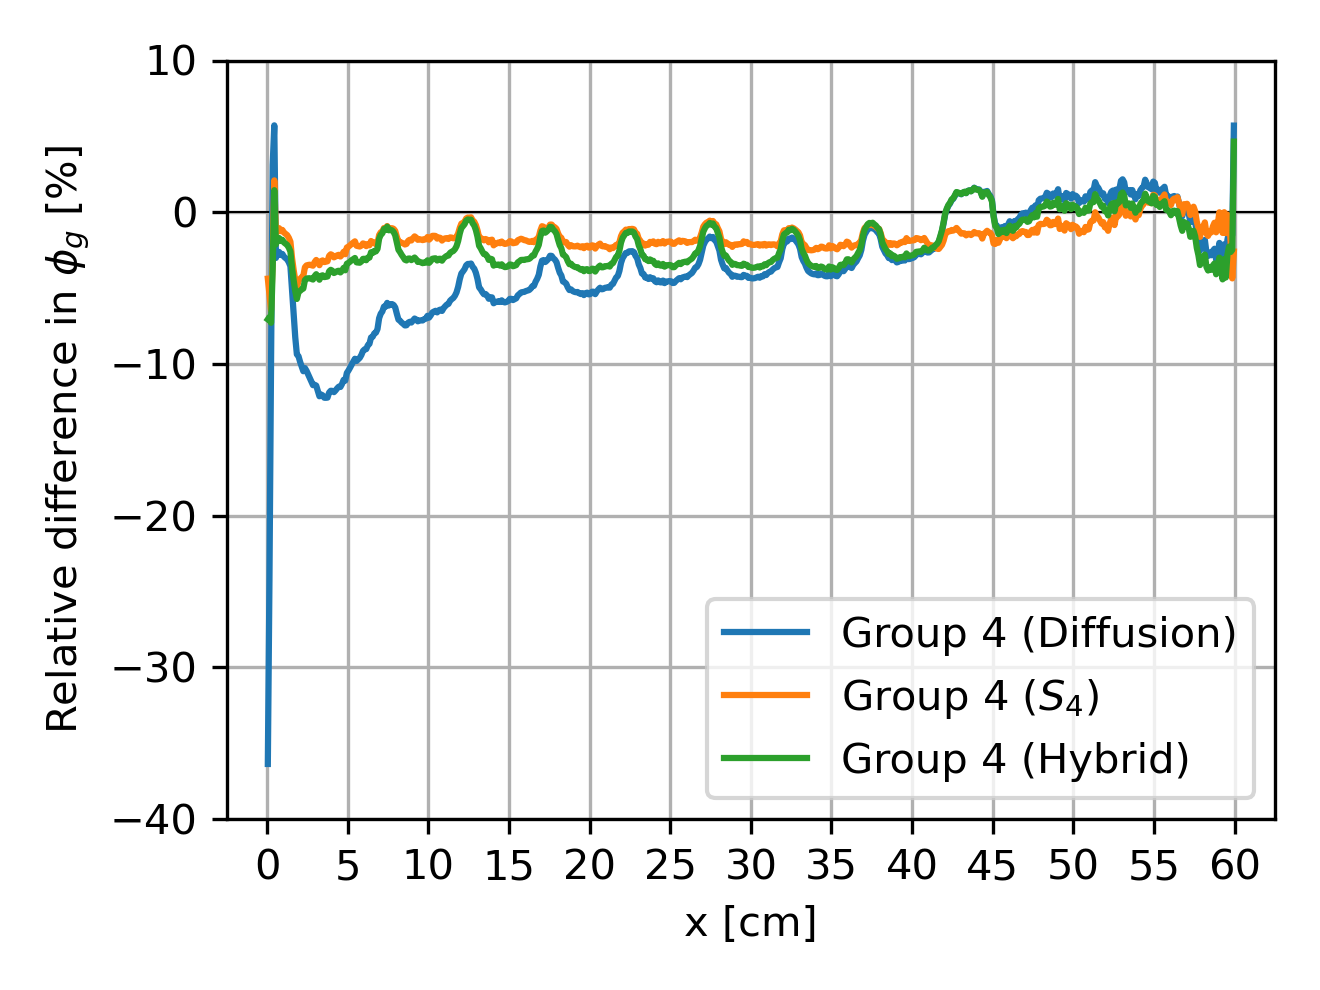 10
0
−10
−20
−30
−40
Relative difference in ϕg [%]
Group 4 (Diffusion)
Group 4 (S4)
Group 4 (Hybrid)
0 5 10 15 20 25 30 35 40 45 50 55 60
x [cm]